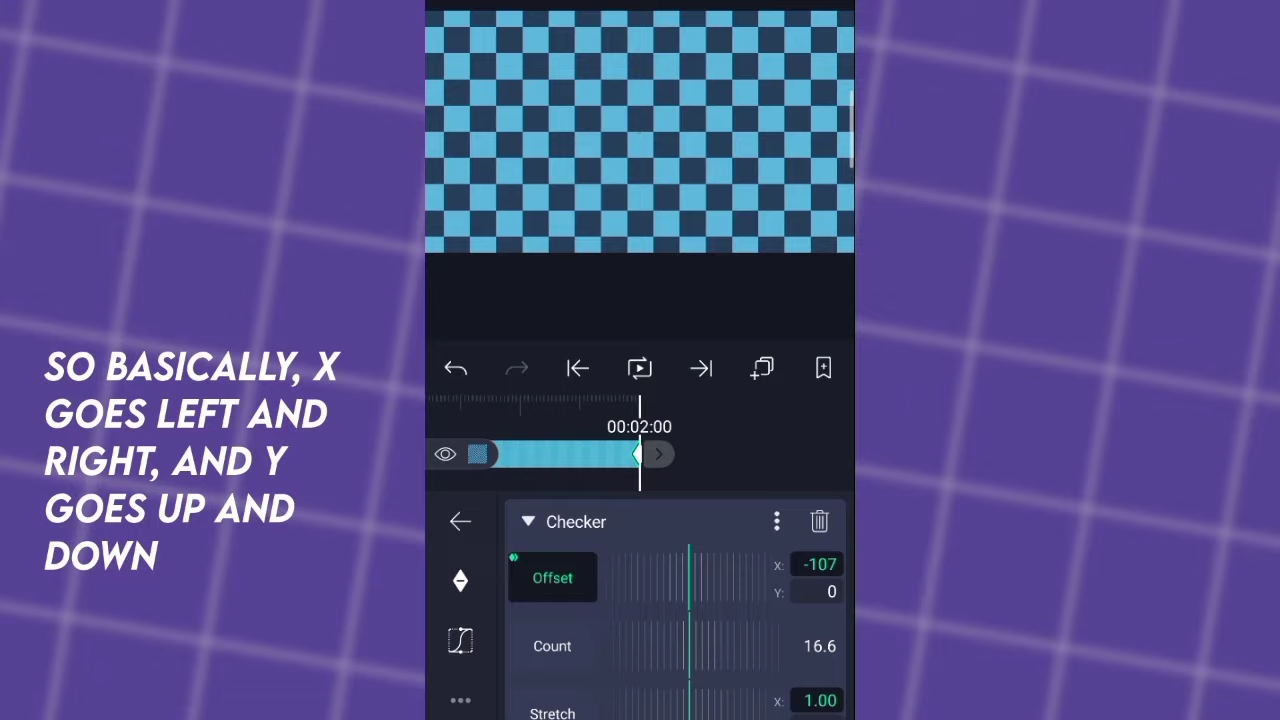 SO BASICALLY, X
GOES LEFT AND
RIGHT, AND Y
GOES UP AND
DOWN
00:02:00
Checker
Offset
X: -107
Y: 0
Count
16.6
Stretch
X: 1.00